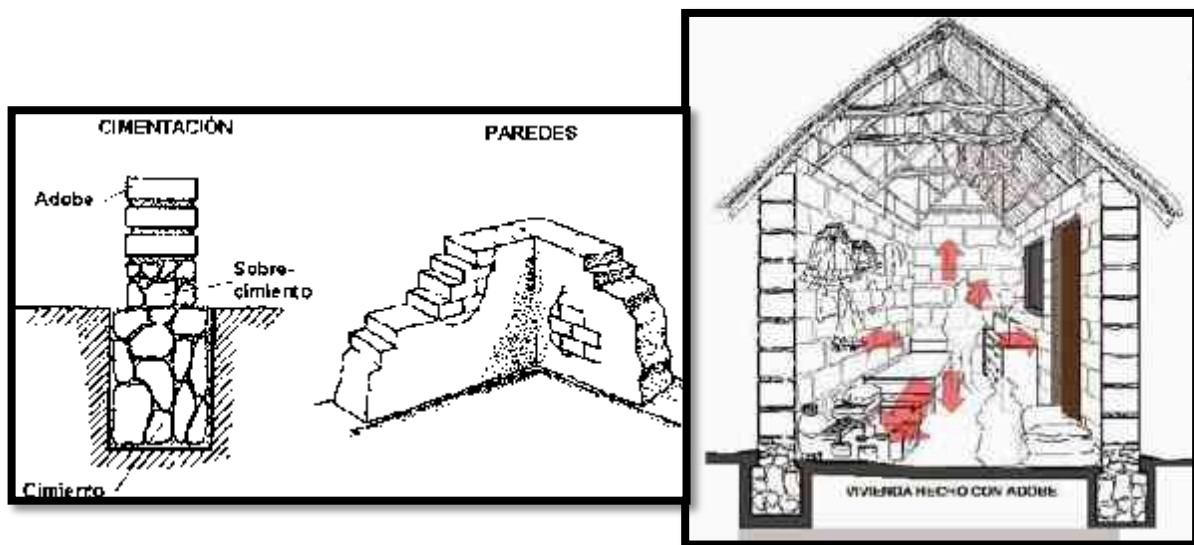 CIMENTACIÓN
PAREDES
Adobe
Sobre-
cimiento
Cimiento
VIVIENDA HECHO CON ADOBE